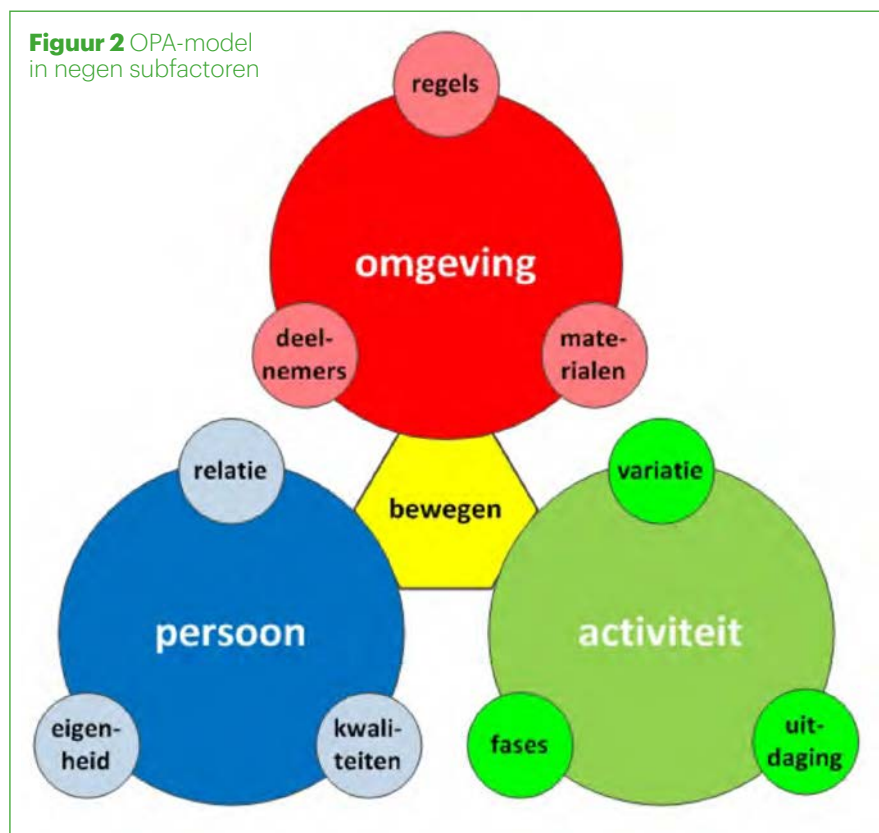 Figuur 2 OPA-model
in negen subfactoren
regels
omgeving
deel-
nemers
mate-
rialen
relatie
variatie
bewegen
persoon
activiteit
eigen-
heid
kwali-
teiten
fases
uit-
daging